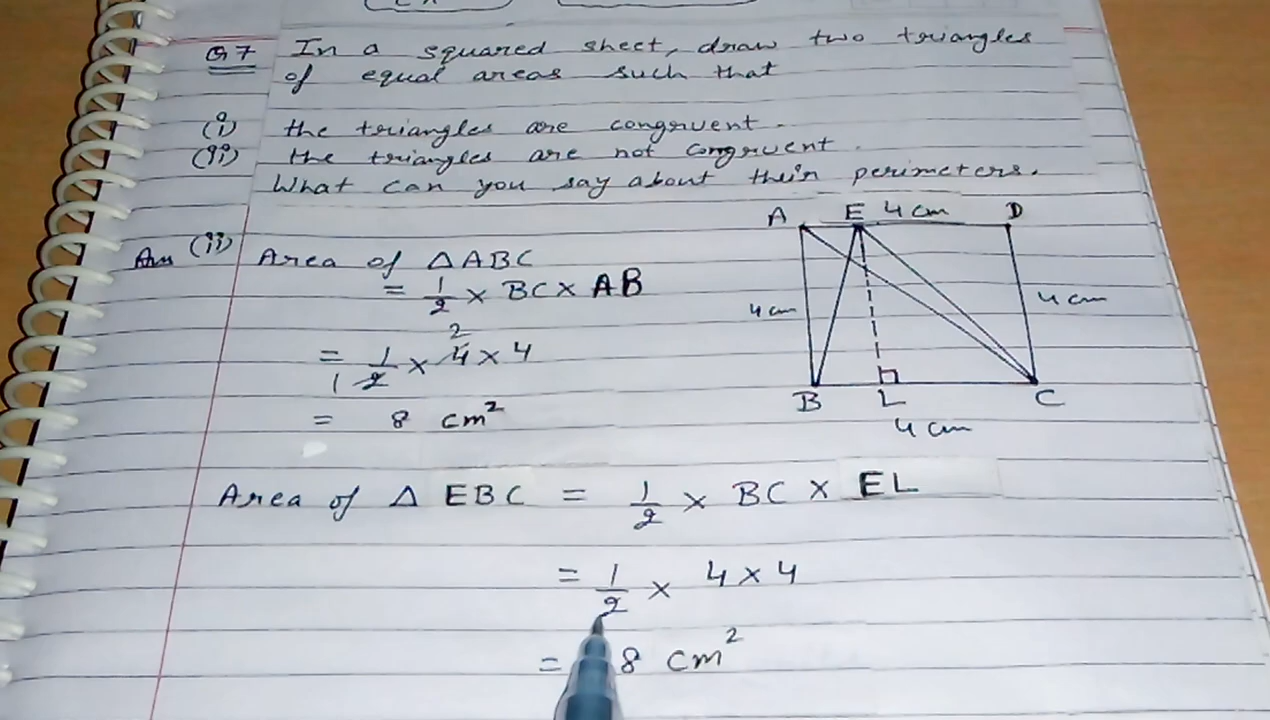 Q7 In a squared sheet, draw two triangles
of equal areas such that
(i) the triangles are congruent.
(ii) the triangles are not congruent.
What can you say about their perimeters.
Ans (ii) Area of △ABC
= 1/2 × BC × AB
= 1/2 × 4 × 4
1 2
= 8 cm²
A E 4 cm D
4 cm 4 cm
B L C
4 cm
Area of △ EBC = 1/2 × BC × EL
= 1/2 × 4 × 4
= 8 cm²